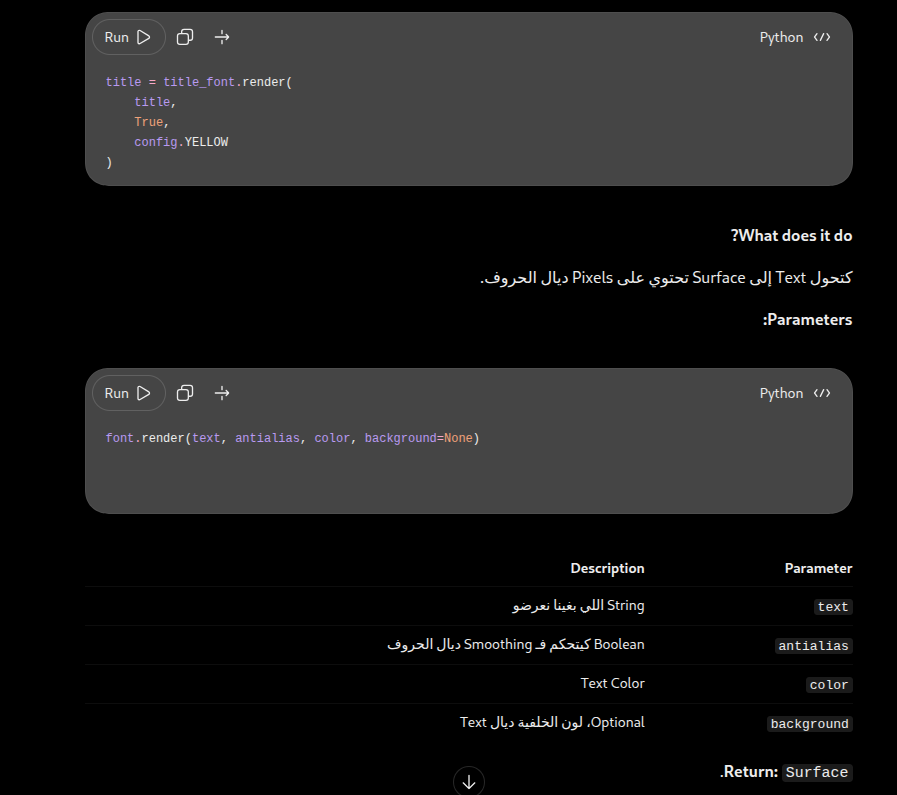 Run
Python
title = title_font.render(
    title,
    True,
    config.YELLOW
)
What does it do?
كتحول Text إلى Surface تحتوي على Pixels ديال الحروف.
Parameters:
Run
Python
font.render(text, antialias, color, background=None)
Parameter Description
text String اللي بغينا نعرضو
antialias Boolean كيتحكم فـ Smoothing ديال الحروف
color Text Color
background Optional، لون الخلفية ديال Text
Return: Surface.